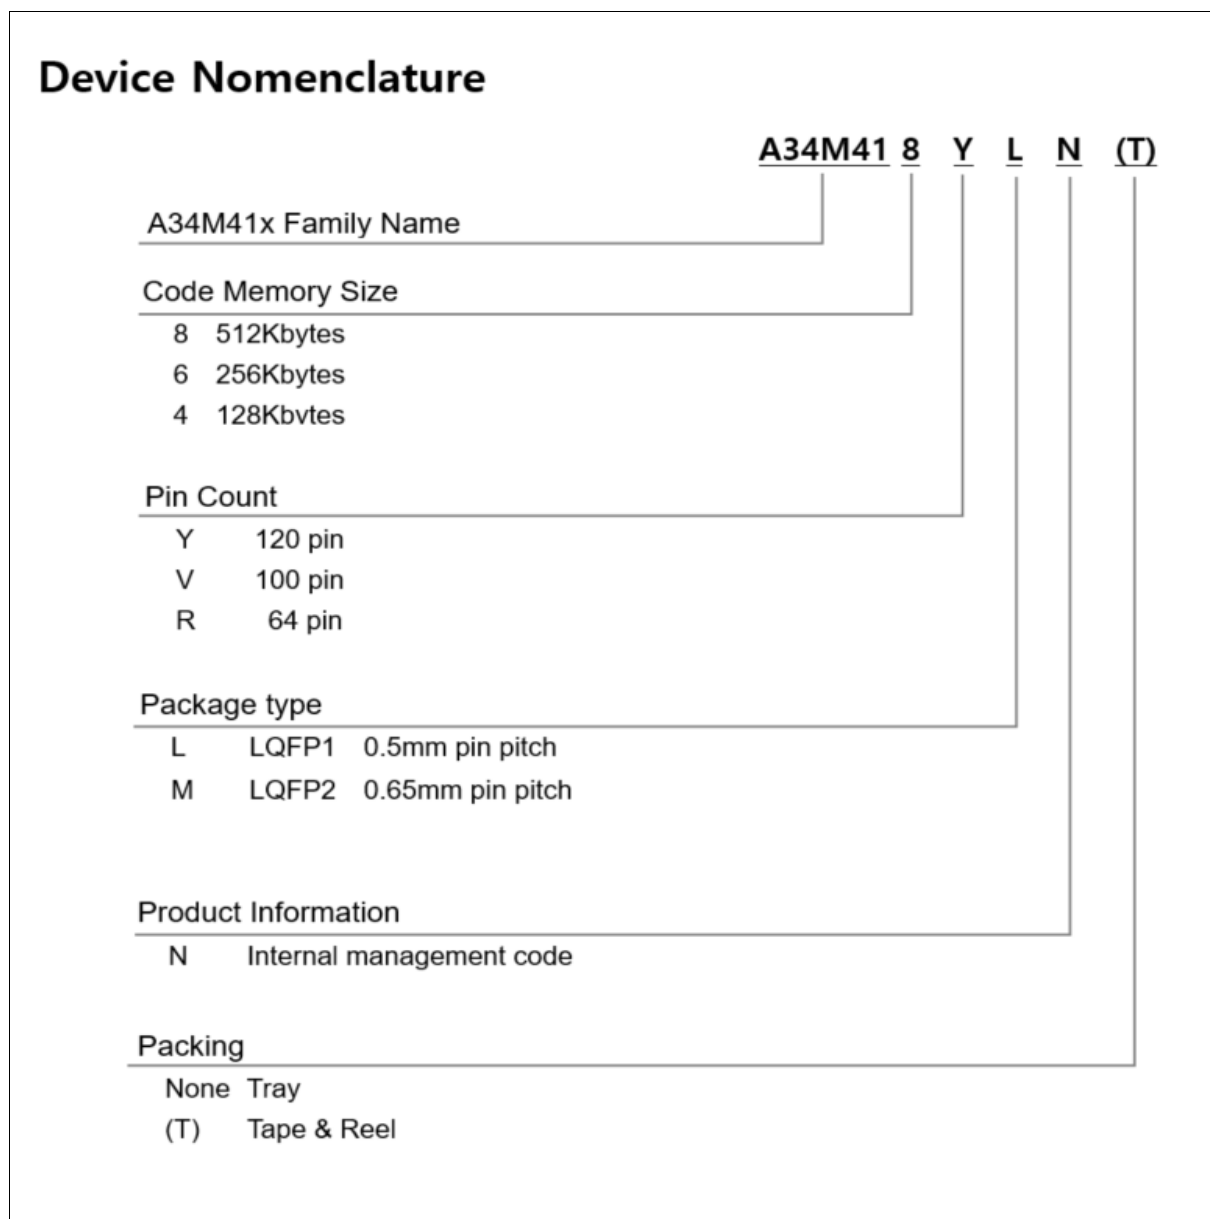 Device Nomenclature
A34M41 8 Y L N (T)
A34M41x Family Name
Code Memory Size
8 512Kbytes
6 256Kbytes
4 128Kbvtes
Pin Count
Y 120 pin
V 100 pin
R 64 pin
Package type
L LQFP1 0.5mm pin pitch
M LQFP2 0.65mm pin pitch
Product Information
N Internal management code
Packing
None Tray
(T) Tape & Reel